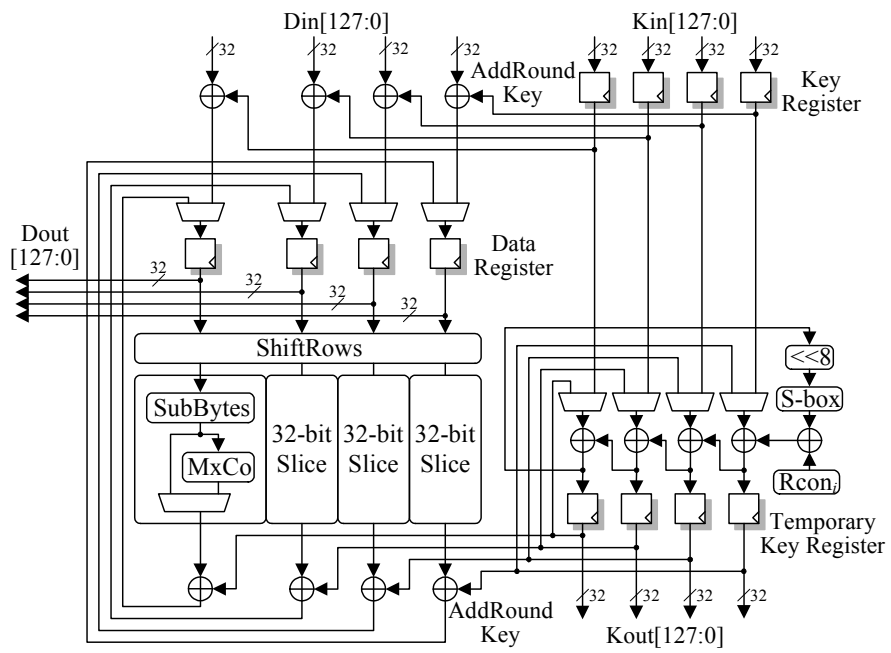 Din[127:0]
Kin[127:0]
32
32
32
32
32
32
32
32
AddRound
Key
Key
Register
Dout
[127:0]
Data
Register
32
32
32
32
ShiftRows
<<8
SubBytes
S-box
32-bit
Slice
32-bit
Slice
32-bit
Slice
MxCo
Rconi
Temporary
Key Register
32
32
32
32
AddRound
Key
Kout[127:0]